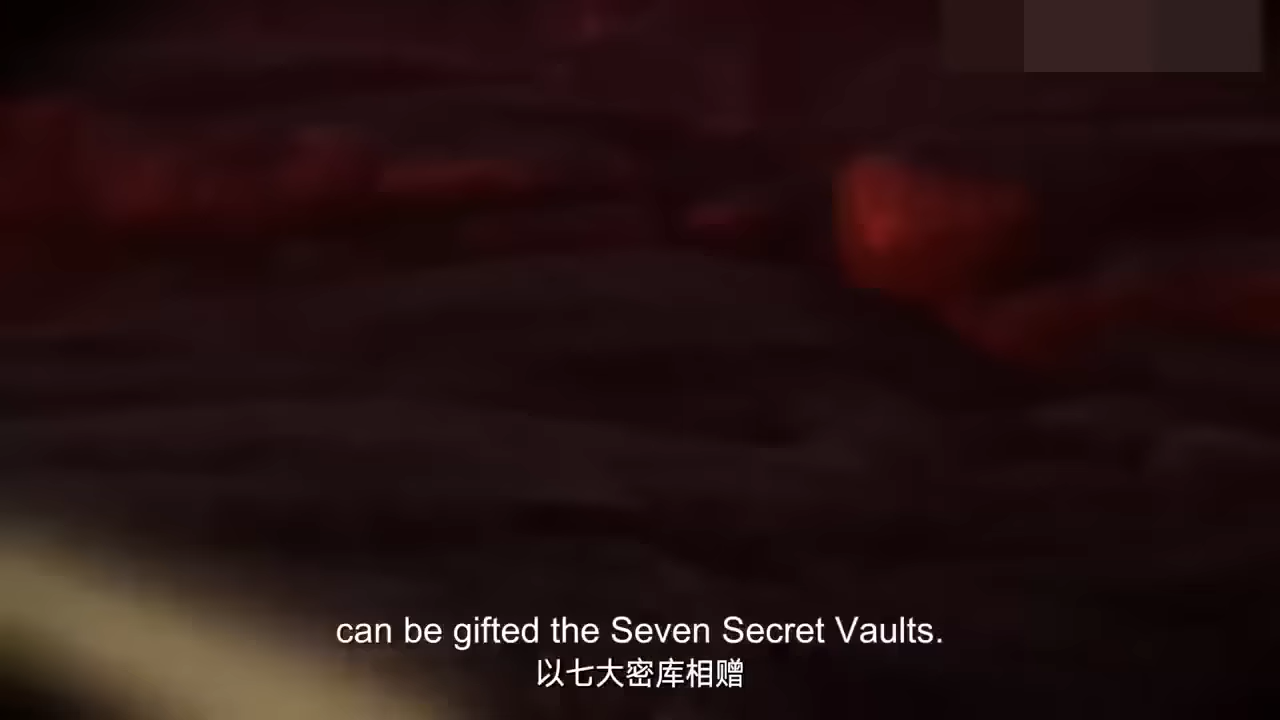 can be gifted the Seven Secret Vaults.
以七大密库相赠